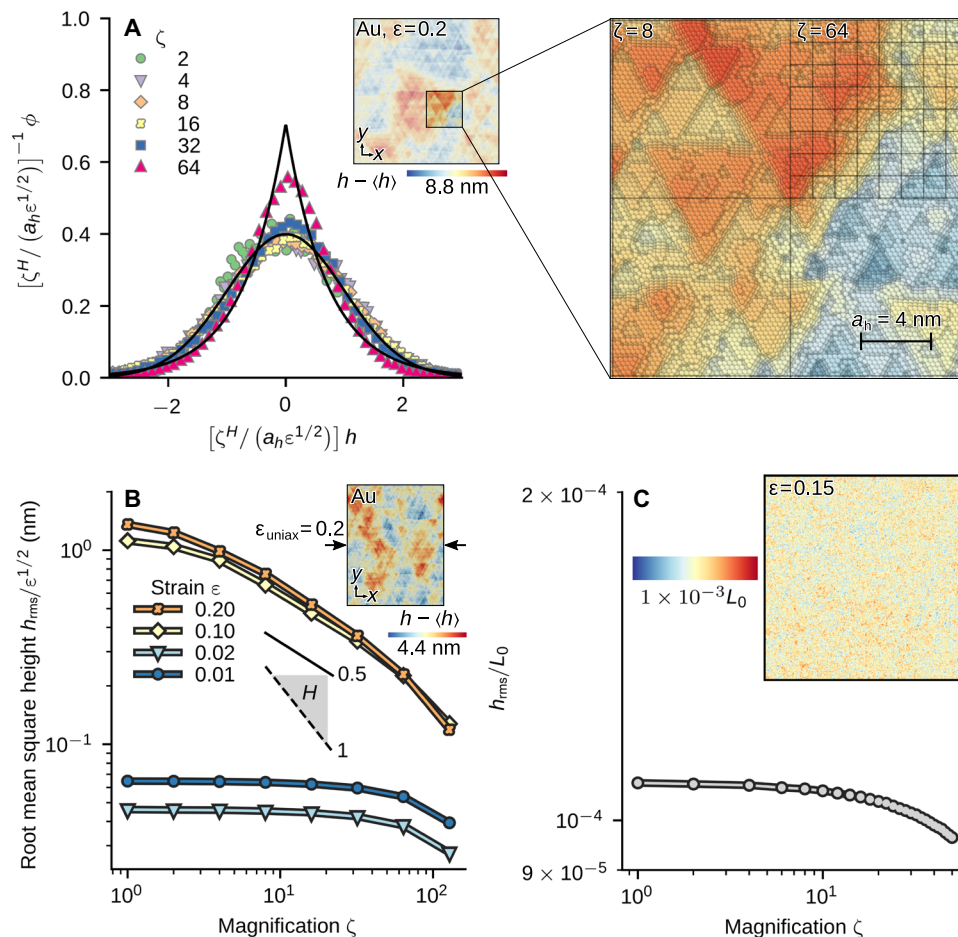 A
ζ
2
4
8
16
32
64
1.0
0.8
0.6
0.4
0.2
0.0
[ζ^H / (a_h ε^{1/2})]^{−1} ϕ
−2
0
2
[ζ^H / (a_h ε^{1/2})] h
Au, ε=0.2
y
x
h − ⟨h⟩
8.8 nm
ζ=8
ζ=64
a_h = 4 nm
B
Au
ε_uniax=0.2
y
x
h − ⟨h⟩
4.4 nm
Strain ε
0.20
0.10
0.02
0.01
0.5
H
1
10^0
10^−1
Root mean square height h_rms/ε^{1/2} (nm)
10^0
10^1
10^2
Magnification ζ
C
ε=0.15
1 × 10^−3 L_0
2 × 10^−4
10^−4
9 × 10^−5
h_rms/L_0
10^0
10^1
Magnification ζ